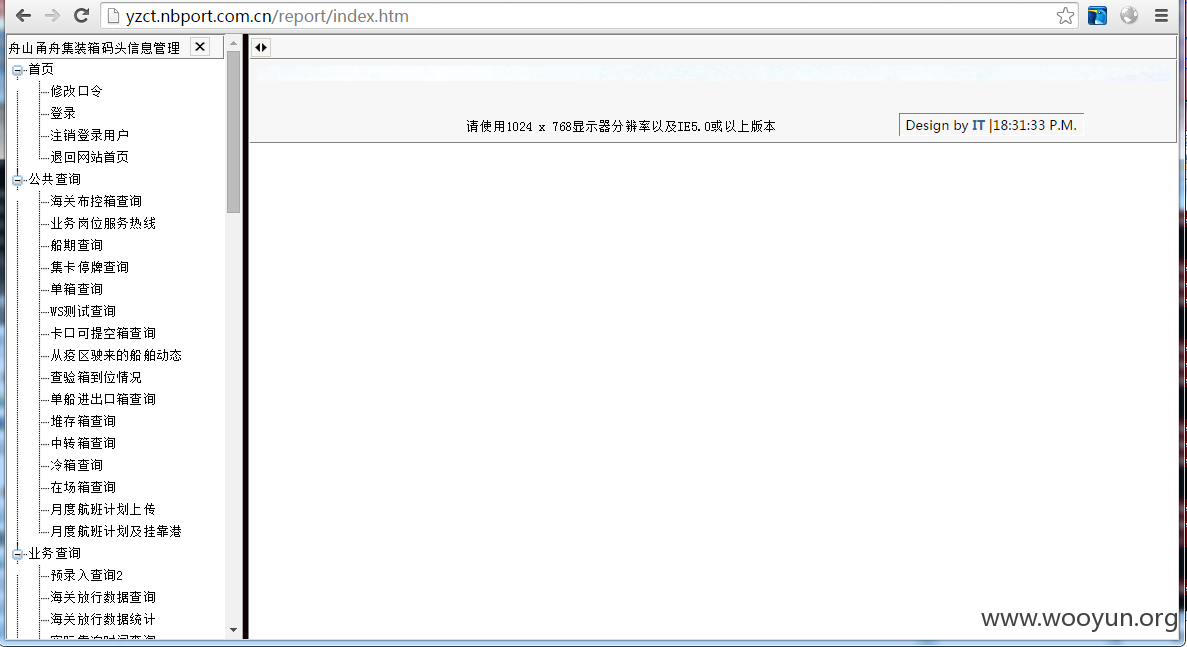 yzct.nbport.com.cn/report/index.htm
舟山甬舟集装箱码头信息管理
首页
修改口令
登录
注销登录用户
退回网站首页
公共查询
海关布控箱查询
业务岗位服务热线
船期查询
集卡停牌查询
单箱查询
WS测试查询
卡口可提空箱查询
从疫区驶来的船舶动态
查验箱到位情况
单船进出口箱查询
堆存箱查询
中转箱查询
冷箱查询
在场箱查询
月度航班计划上传
月度航班计划及挂靠港
业务查询
预录入查询2
海关放行数据查询
海关放行数据统计
请使用1024 x 768显示器分辨率以及IE5.0或以上版本
Design by IT |18:31:33 P.M.
www.wooyun.org